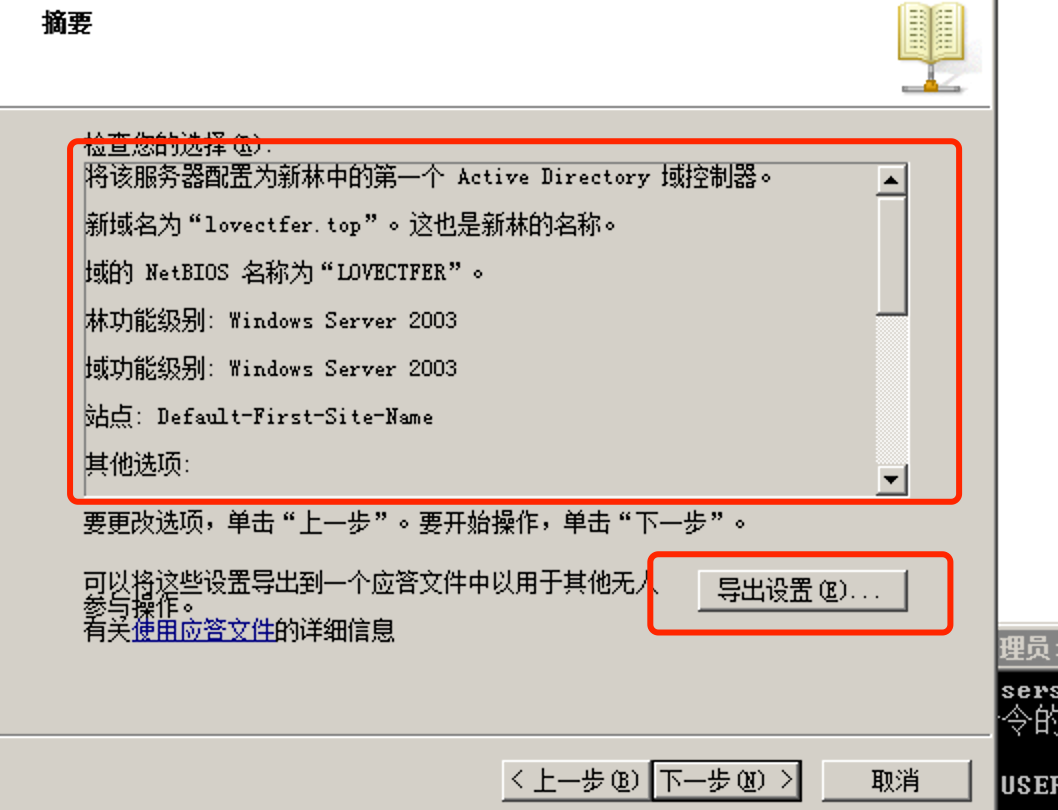 摘要
检查您的选择(R):
将该服务器配置为新林中的第一个 Active Directory 域控制器。
新域名为“lovectfer.top”。这也是新林的名称。
域的 NetBIOS 名称为“LOVECTFER”。
林功能级别: Windows Server 2003
域功能级别: Windows Server 2003
站点: Default-First-Site-Name
其他选项:
要更改选项，单击“上一步”。要开始操作，单击“下一步”。
可以将这些设置导出到一个应答文件中以用于其他无人
参与操作。
导出设置(E)...
有关使用应答文件的详细信息
理员:
sers
令的
< 上一步(B) 下一步(N) > 取消
USER